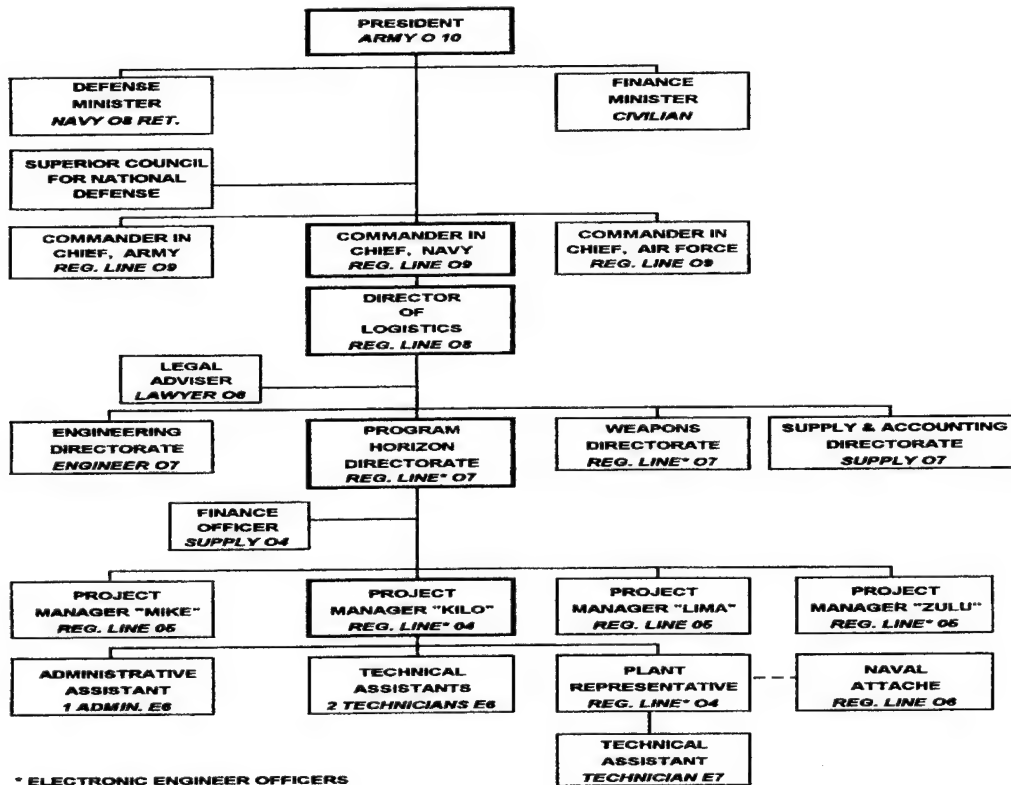 PRESIDENT
ARMY O 10
DEFENSE
MINISTER
NAVY O8 RET.
FINANCE
MINISTER
CIVILIAN
SUPERIOR COUNCIL
FOR NATIONAL
DEFENSE
COMMANDER IN
CHIEF, ARMY
REG. LINE O9
COMMANDER IN
CHIEF, NAVY
REG. LINE O9
COMMANDER IN
CHIEF, AIR FORCE
REG. LINE O9
DIRECTOR
OF
LOGISTICS
REG. LINE O8
LEGAL
ADVISER
LAWYER O6
ENGINEERING
DIRECTORATE
ENGINEER O7
PROGRAM
HORIZON
DIRECTORATE
REG. LINE* O7
WEAPONS
DIRECTORATE
REG. LINE* O7
SUPPLY & ACCOUNTING
DIRECTORATE
SUPPLY O7
FINANCE
OFFICER
SUPPLY O4
PROJECT
MANAGER "MIKE"
REG. LINE 05
PROJECT
MANAGER "KILO"
REG. LINE* 04
PROJECT
MANAGER "LIMA"
REG. LINE 05
PROJECT
MANAGER "ZULU"
REG. LINE* 05
ADMINISTRATIVE
ASSISTANT
1 ADMIN. E6
TECHNICAL
ASSISTANTS
2 TECHNICIANS E6
PLANT
REPRESENTATIVE
REG. LINE* O4
NAVAL
ATTACHE
REG. LINE O6
TECHNICAL
ASSISTANT
TECHNICIAN E7
* ELECTRONIC ENGINEER OFFICERS